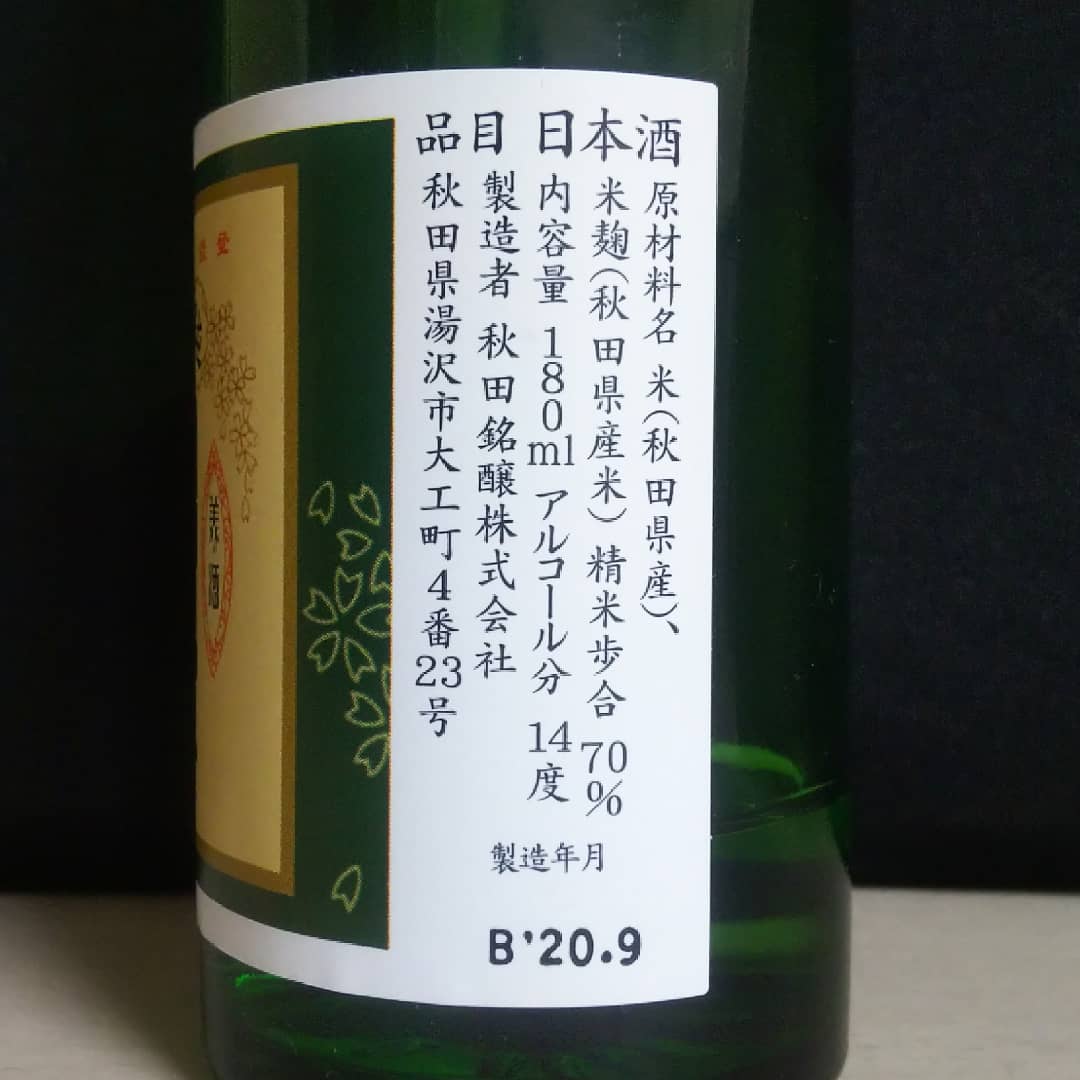 品目 日本酒
原材料名 米(秋田県産)、
米麹(秋田県産米) 精米歩合 70%
内容量 180ml アルコール分 14度
製造者 秋田銘醸株式会社
秋田県湯沢市大工町4番23号
製造年月
B'20.9
美酒